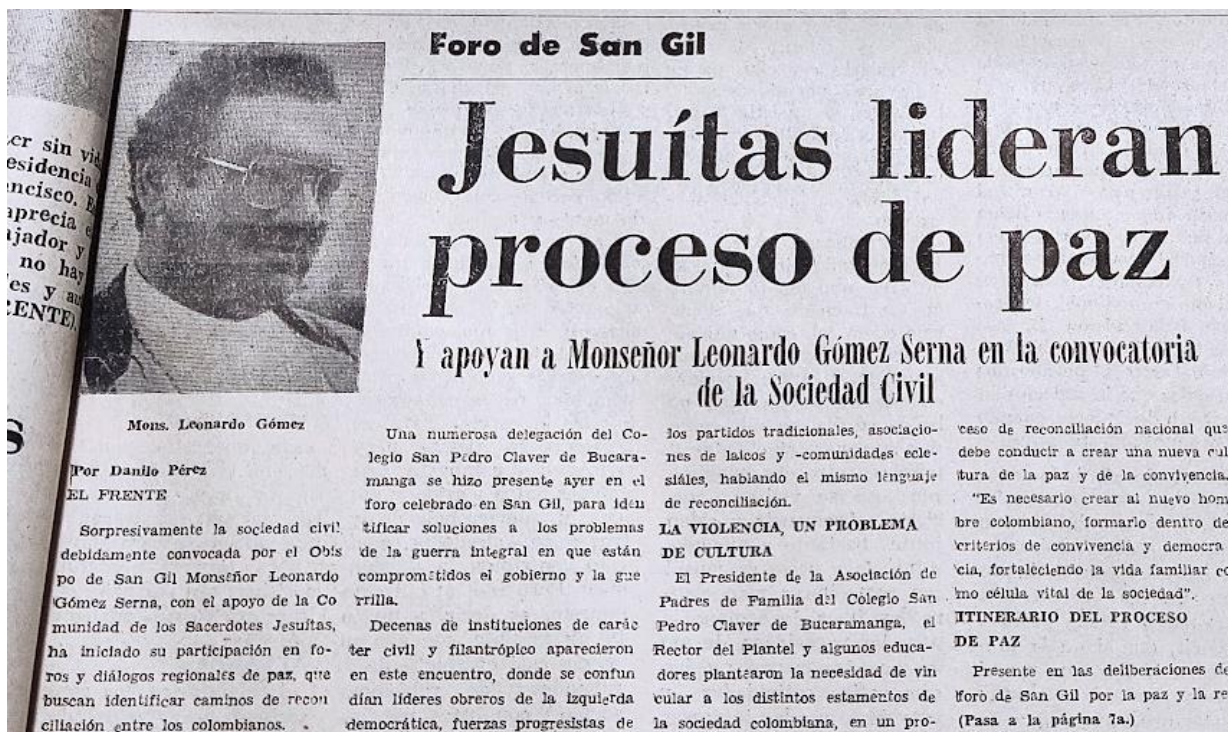 er sin
esidencia
ncisco.
aprecia
ajador y
no hay
es y
ENTE).
S
Foro de San Gil
Jesuítas lideran
proceso de paz
Y apoyan a Monseñor Leonardo Gómez Serna en la convocatoria
de la Sociedad Civil
Mons. Leonardo Gómez
Por Danilo Pérez
EL FRENTE
Sorpresivamente la sociedad civil
debidamente convocada por el Obis
po de San Gil Monseñor Leonardo
Gómez Serna, con el apoyo de la Co
munidad de los Sacerdotes Jesuítas,
ha iniciado su participación en fo-
ros y diálogos regionales de paz, que
buscan identificar caminos de recon
ciliación entre los colombianos.
Una numerosa delegación del Co-
legio San Pedro Claver de Bucara-
manga se hizo presente ayer en el
foro celebrado en San Gil, para iden
tificar soluciones a los problemas
de la guerra integral en que están
comprometidos el gobierno y la gue
rrilla.
Decenas de instituciones de carác
ter civil y filantrópico aparecieron
en este encuentro, donde se confun
dían líderes obreros de la izquierda
democrática, fuerzas progresistas de
los partidos tradicionales, asociacio-
nes de laicos y -comunidades ecle-
siáles, hablando el mismo lenguaje
de reconciliación.
LA VIOLENCIA, UN PROBLEMA
DE CULTURA
El Presidente de la Asociación de
Padres de Familia del Colegio San
Pedro Claver de Bucaramanga, el
Rector del Plantel y algunos educa-
dores plantearon la necesidad de vin
cular a los distintos estamentos de
la sociedad colombiana, en un pro-
ceso de reconciliación nacional que
debe conducir a crear una nueva cul
tura de la paz y de la convivencia.
"Es necesario crear al nuevo hom
bre colombiano, formarlo dentro de
criterios de convivencia y democra
cia, fortaleciendo la vida familiar co
mo célula vital de la sociedad".
ITINERARIO DEL PROCESO
DE PAZ
Presente en las deliberaciones de
foro de San Gil por la paz y la re
(Pasa a la página 7a.)